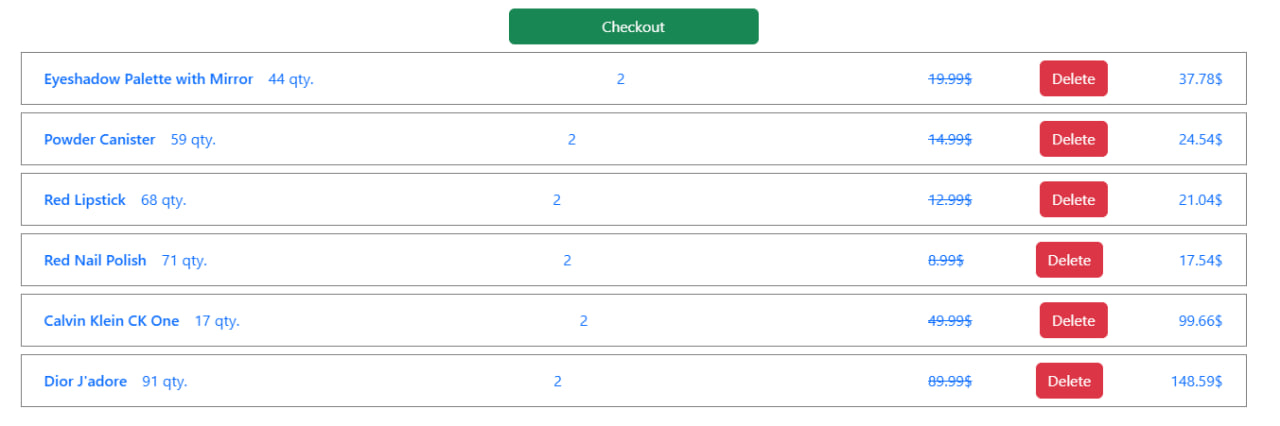 Checkout
Eyeshadow Palette with Mirror 44 qty. 2 19.99$ Delete 37.78$
Powder Canister 59 qty. 2 14.99$ Delete 24.54$
Red Lipstick 68 qty. 2 12.99$ Delete 21.04$
Red Nail Polish 71 qty. 2 8.99$ Delete 17.54$
Calvin Klein CK One 17 qty. 2 49.99$ Delete 99.66$
Dior J'adore 91 qty. 2 89.99$ Delete 148.59$